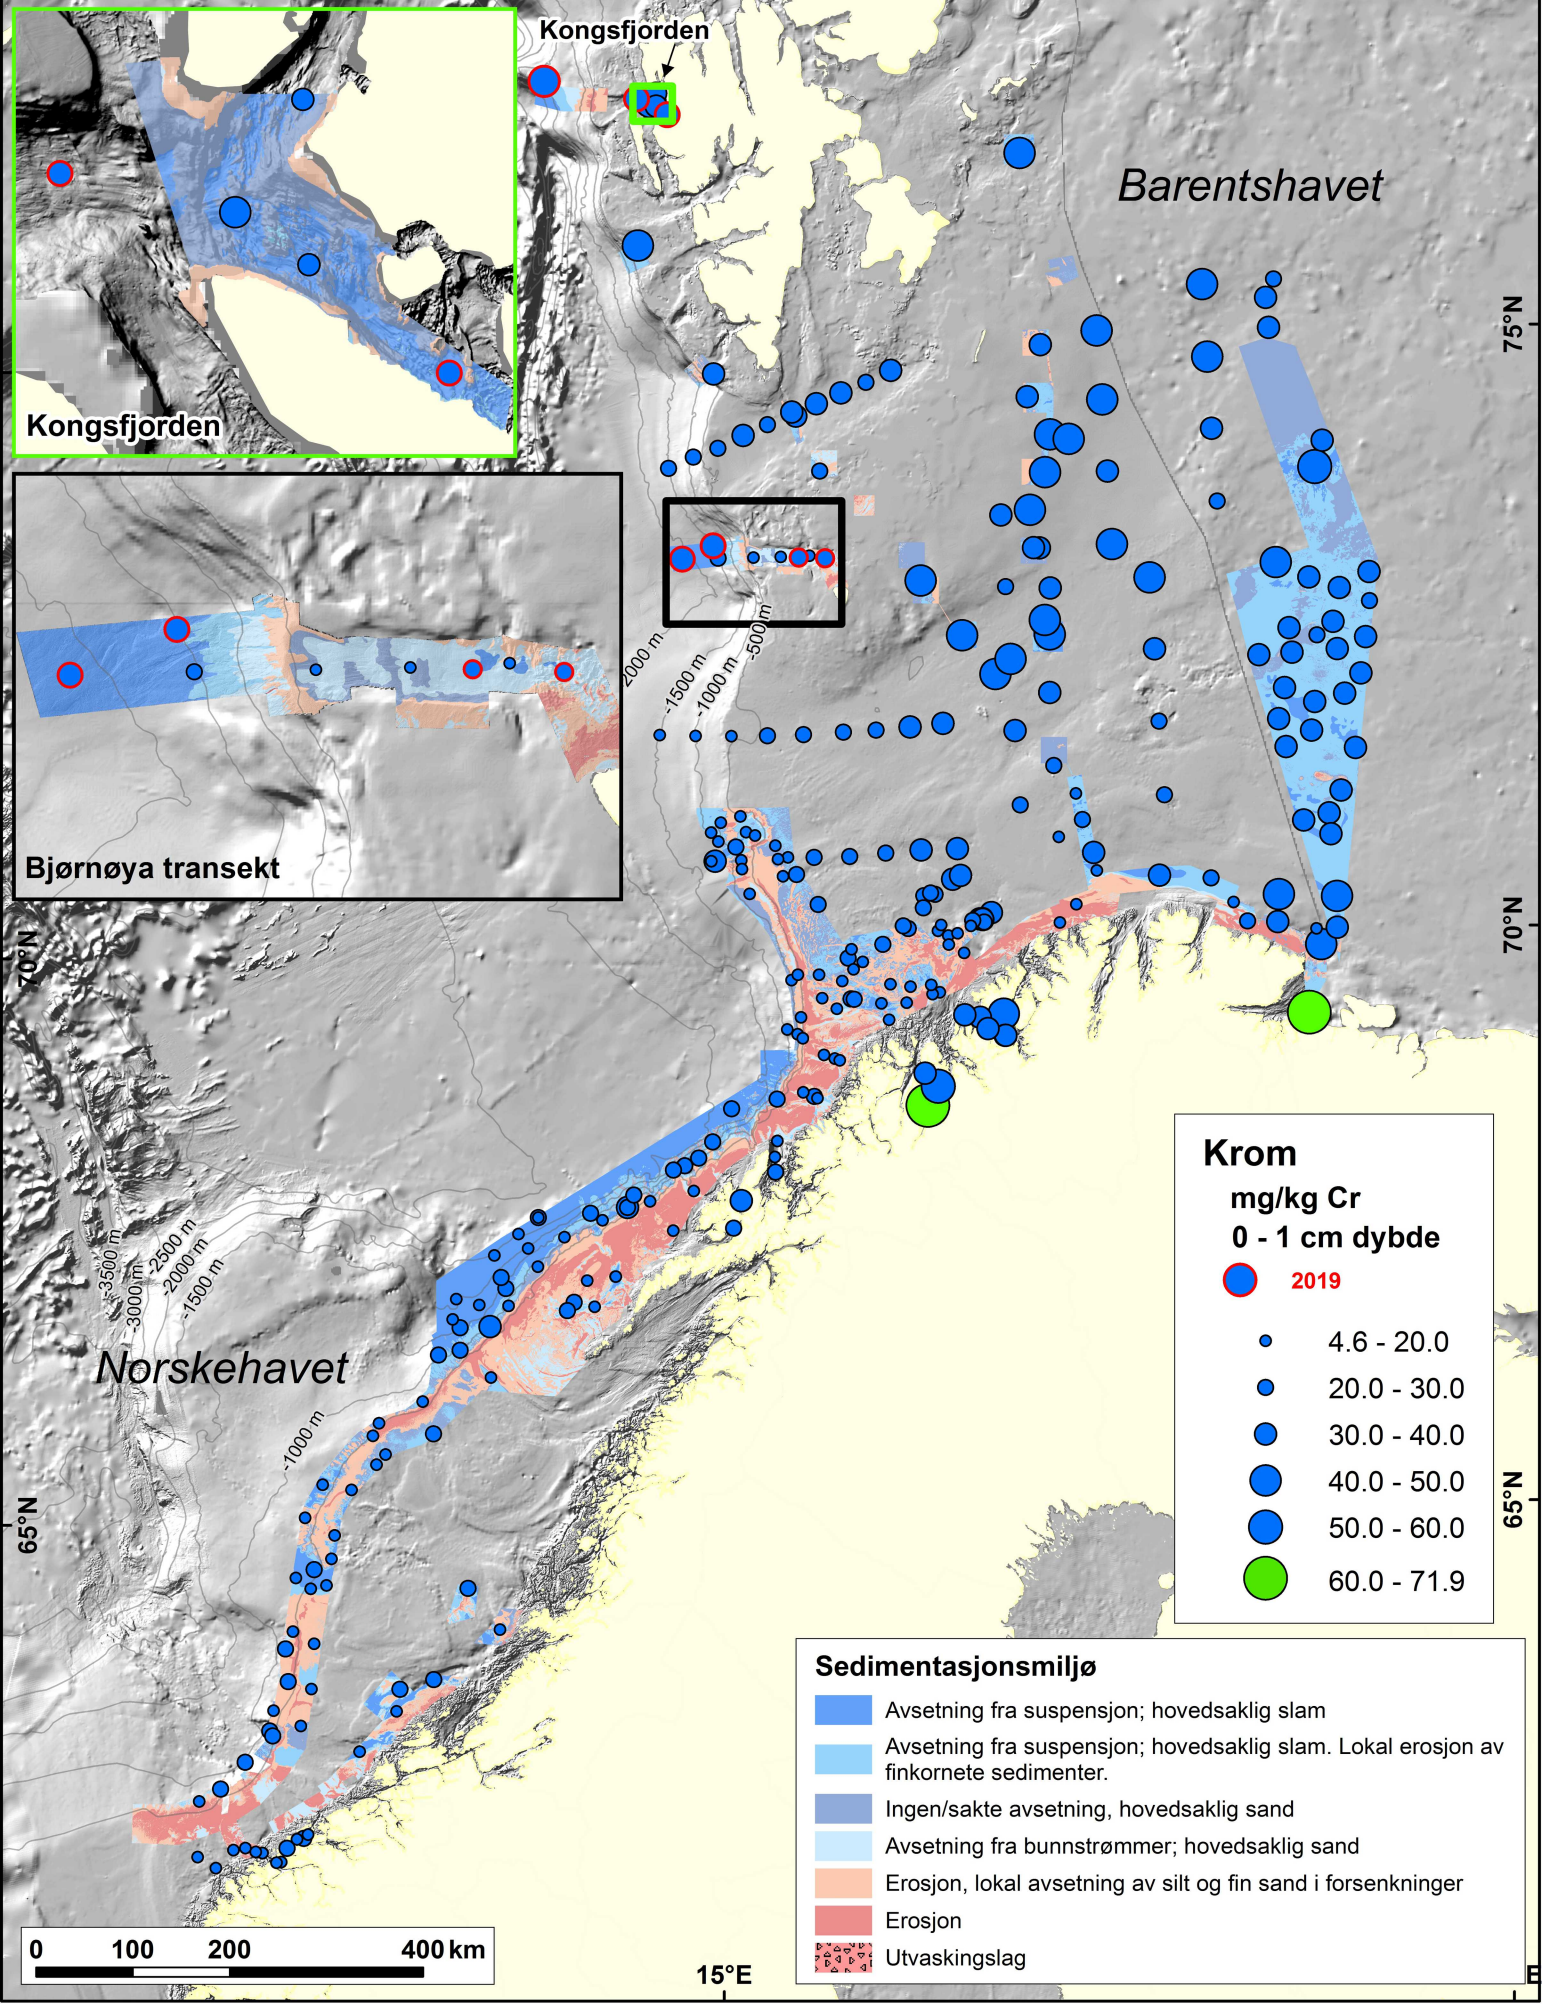 Kongsfjorden
Barentshavet
75°N
Kongsfjorden
-500 m
2000 m
-1500 m
-1000 m
Bjørnøya transekt
70°N
70°N
Krom
mg/kg Cr
0 - 1 cm dybde
2019
4.6 - 20.0
20.0 - 30.0
30.0 - 40.0
40.0 - 50.0
50.0 - 60.0
60.0 - 71.9
-3500 m
-3000 m
-2500 m
-2000 m
-1500 m
Norskehavet
-1000 m
65°N
65°N
Sedimentasjonsmiljø
Avsetning fra suspensjon; hovedsaklig slam
Avsetning fra suspensjon; hovedsaklig slam. Lokal erosjon av
finkornete sedimenter.
Ingen/sakte avsetning, hovedsaklig sand
Avsetning fra bunnstrømmer; hovedsaklig sand
Erosjon, lokal avsetning av silt og fin sand i forsenkninger
Erosjon
Utvaskingslag
0 100 200 400 km
15°E
E